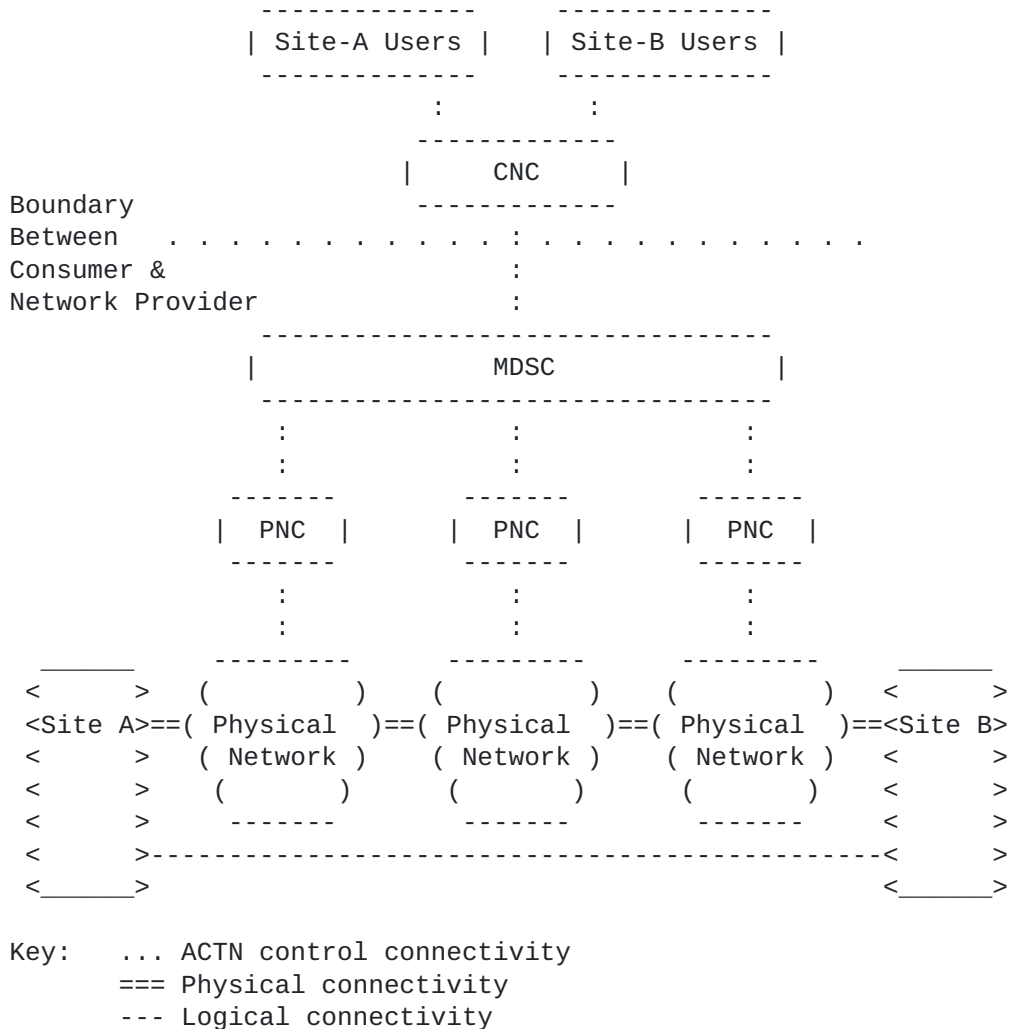 | Site-A Users | | Site-B Users |
| CNC |
Boundary
Between
Consumer &
Network Provider
| MDSC |
| PNC | | PNC | | PNC |
<Site A>==( Physical )==( Physical )==( Physical )==<Site B>
( Network ) ( Network ) ( Network )
Key: ... ACTN control connectivity
=== Physical connectivity
--- Logical connectivity